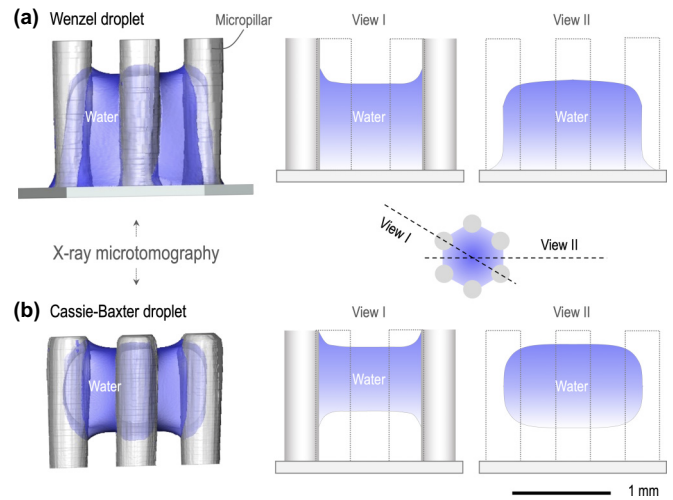 (a) Wenzel droplet
Micropillar
View I
View II
Water
Water
Water
X-ray microtomography
View I
View II
(b) Cassie-Baxter droplet
View I
View II
Water
Water
Water
1 mm